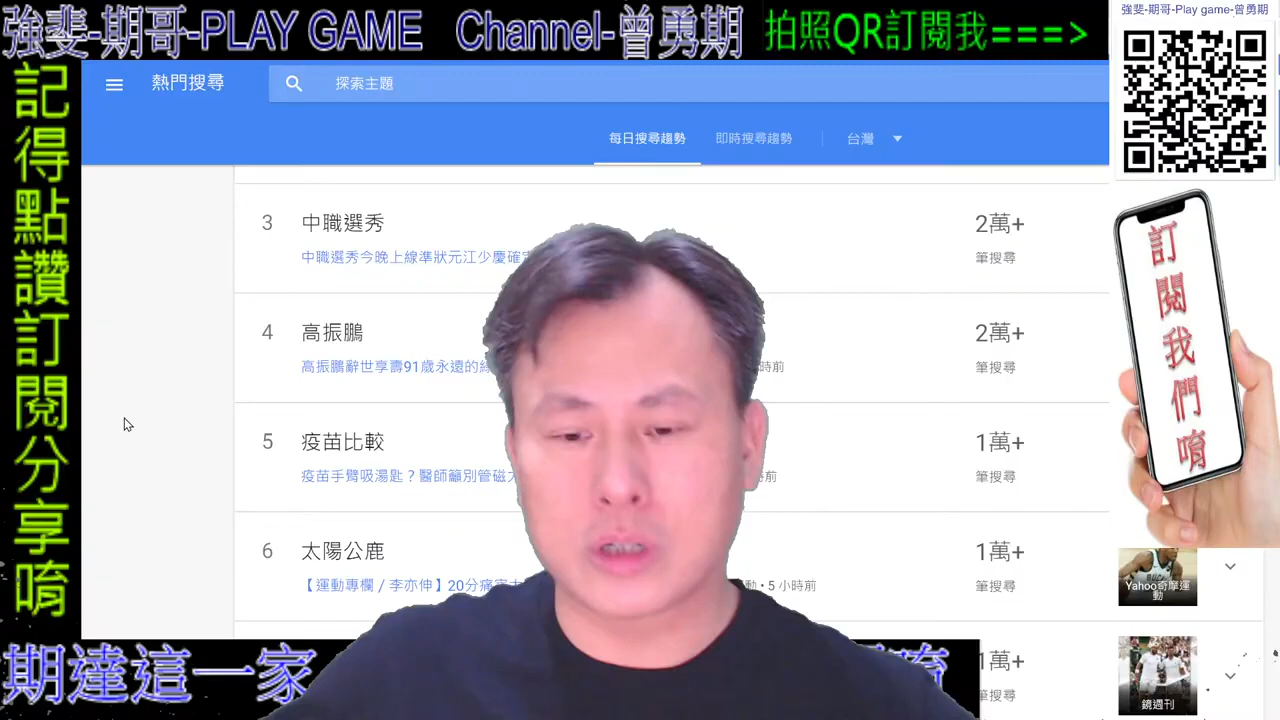 強斐-期哥-PLAY GAME Channel-曾勇期
拍照QR訂閱我===>
強斐-期哥-Play game-曾勇期
記得點讚訂閱分享唷
熱門搜尋
探索主題
每日搜尋趨勢
即時搜尋趨勢
台灣
3
中職選秀
2萬+
中職選秀今晚上線準狀元江少慶確定
筆搜尋
4
高振鵬
2萬+
高振鵬辭世享壽91歲永遠的綠
時前
筆搜尋
5
疫苗比較
1萬+
疫苗手臂吸湯匙？醫師籲別管磁力
時前
筆搜尋
6
太陽公鹿
1萬+
【運動專欄 / 李亦伸】20分痛宰太
動 • 5 小時前
筆搜尋
1萬+
筆搜尋
訂閱我們唷
Yahoo奇摩運動
鏡週刊
期達這一家
唷